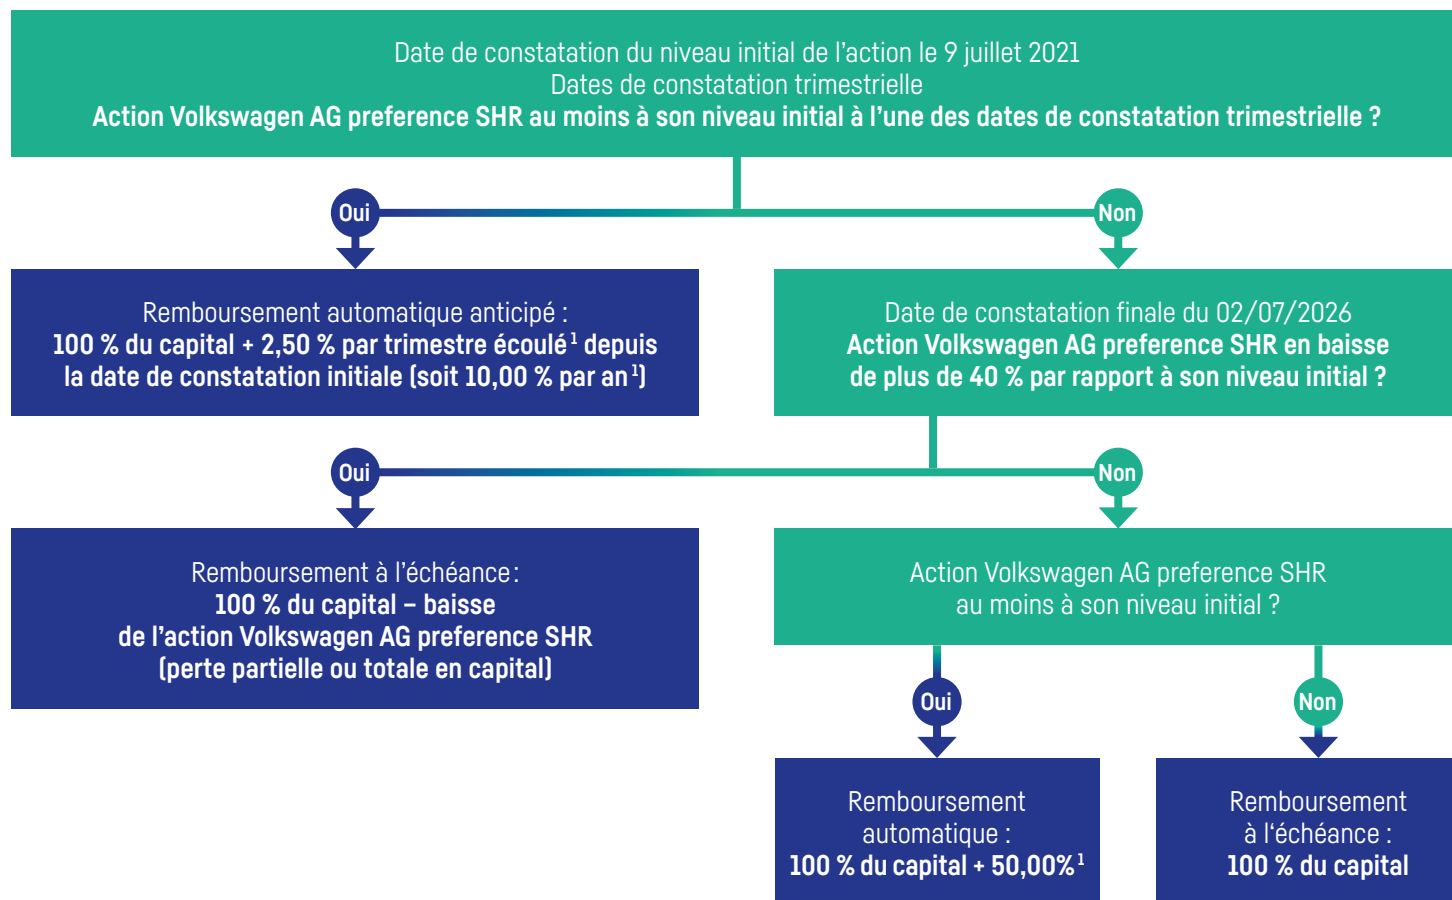 Date de constatation du niveau initial de l'action le 9 juillet 2021
Dates de constatation trimestrielle
Action Volkswagen AG preference SHR au moins à son niveau initial à l'une des dates de constatation trimestrielle ?
Oui
Non
Remboursement automatique anticipé :
100 % du capital + 2,50 % par trimestre écoulé¹ depuis
la date de constatation initiale (soit 10,00 % par an¹)
Date de constatation finale du 02/07/2026
Action Volkswagen AG preference SHR en baisse
de plus de 40 % par rapport à son niveau initial ?
Oui
Non
Remboursement à l'échéance :
100 % du capital – baisse
de l'action Volkswagen AG preference SHR
(perte partielle ou totale en capital)
Action Volkswagen AG preference SHR
au moins à son niveau initial ?
Oui
Non
Remboursement
automatique :
100 % du capital + 50,00%¹
Remboursement
à l‘échéance :
100 % du capital